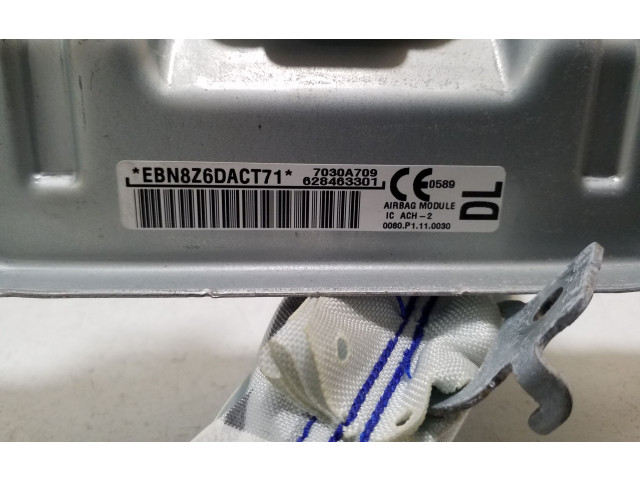 *EBN8Z6DACT71*
7030A709
628463301
CE 0589
AIRBAG MODULE
IC ACH-2
0080.P1.11.0030
DL